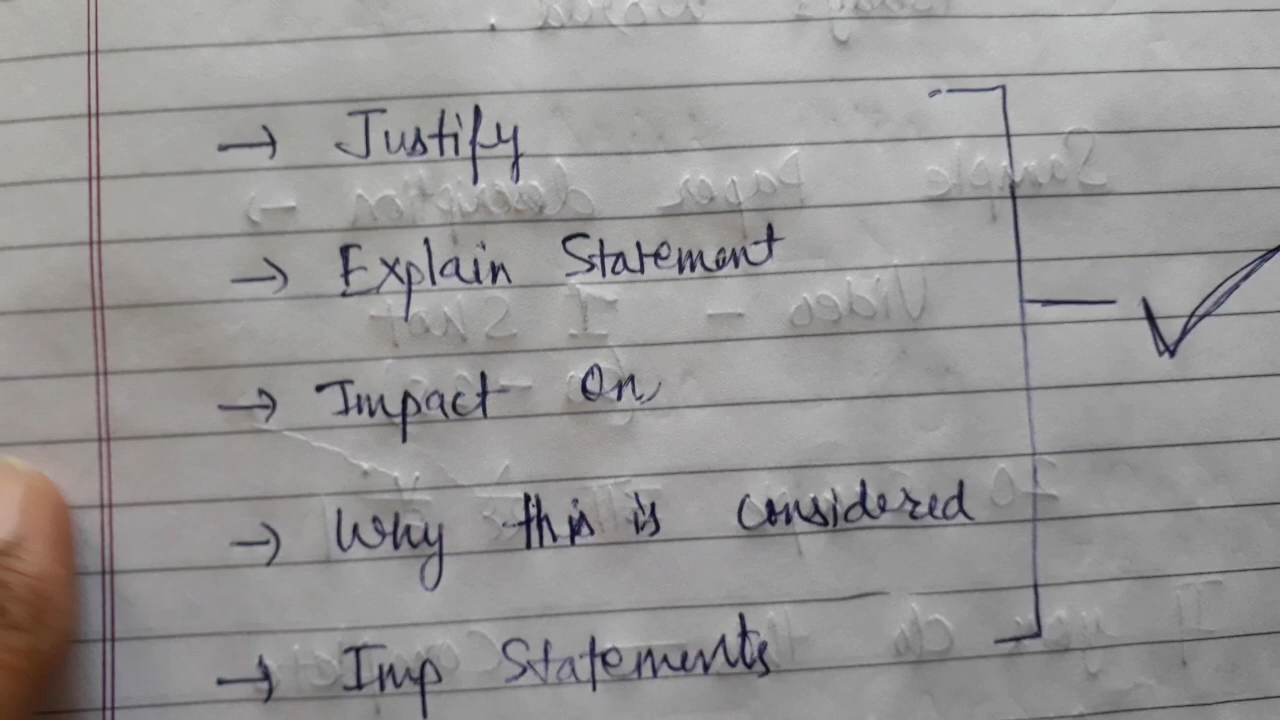 → Justify
→ Explain Statement
→ Impact On
→ Why this is considered
→ Imp Statements